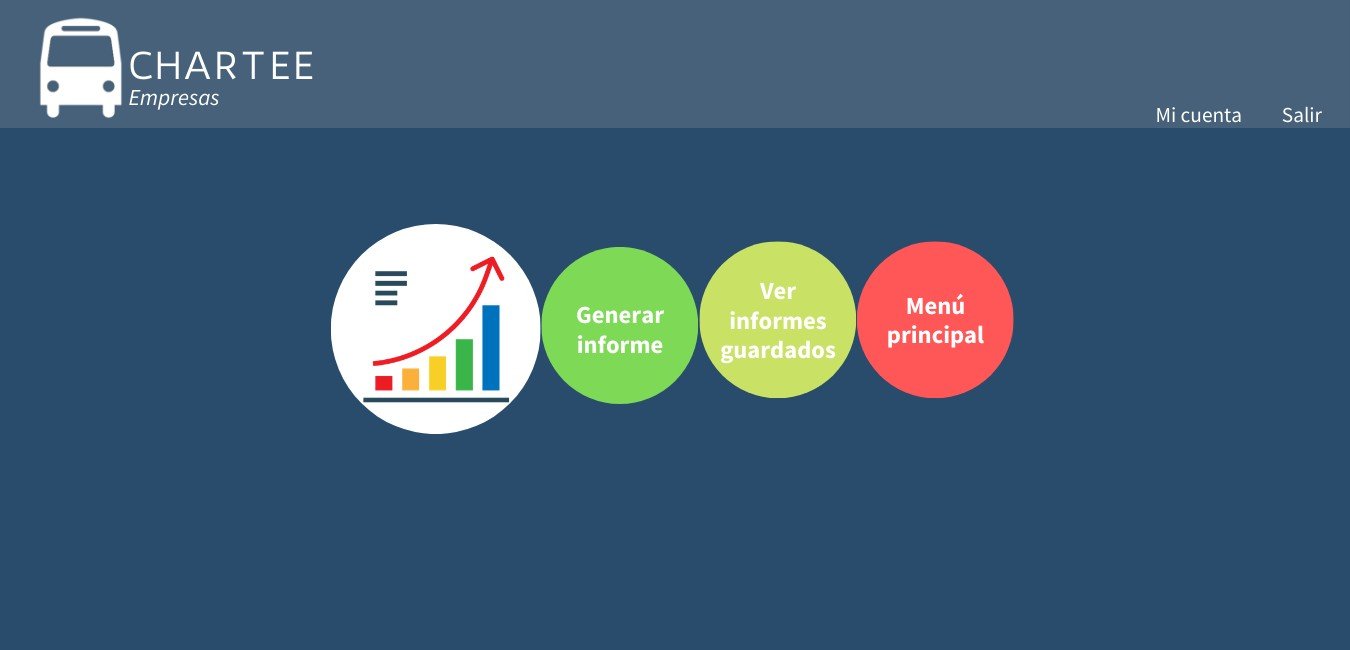 CHARTEE
Empresas
Mi cuenta
Salir
Generar
informe
Ver
informes
guardados
Menú
principal